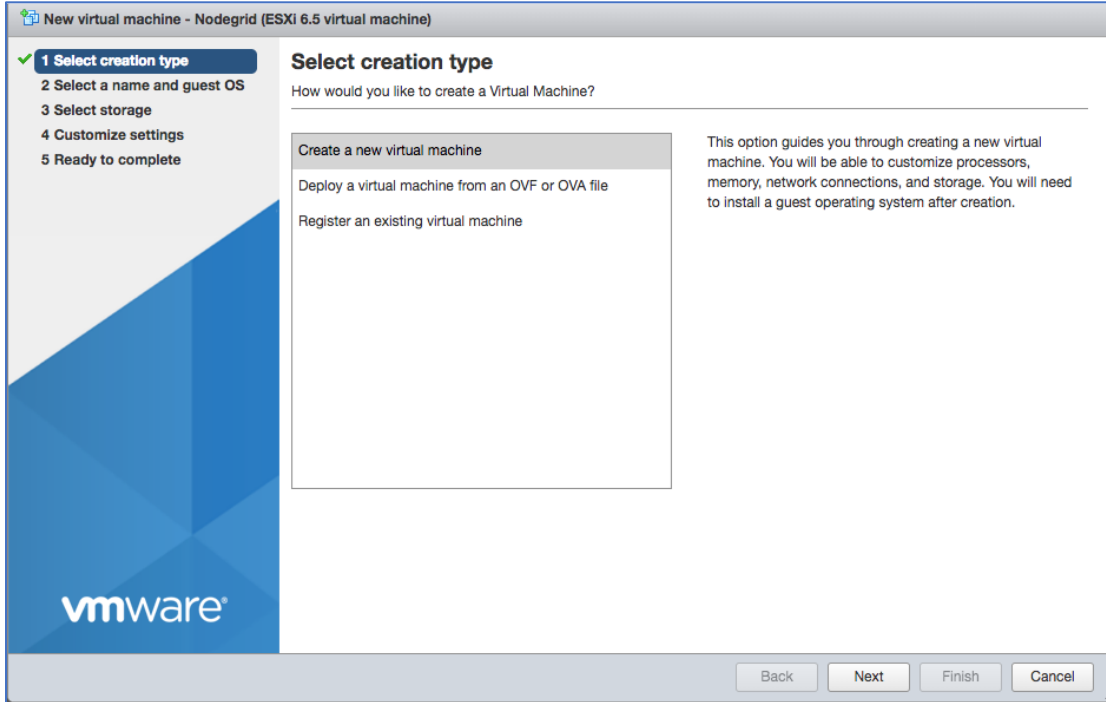 New virtual machine - Nodegrid (ESXi 6.5 virtual machine)
1 Select creation type
2 Select a name and guest OS
3 Select storage
4 Customize settings
5 Ready to complete
Select creation type
How would you like to create a Virtual Machine?
Create a new virtual machine
Deploy a virtual machine from an OVF or OVA file
Register an existing virtual machine
This option guides you through creating a new virtual
machine. You will be able to customize processors,
memory, network connections, and storage. You will need
to install a guest operating system after creation.
vmware®
Back Next Finish Cancel